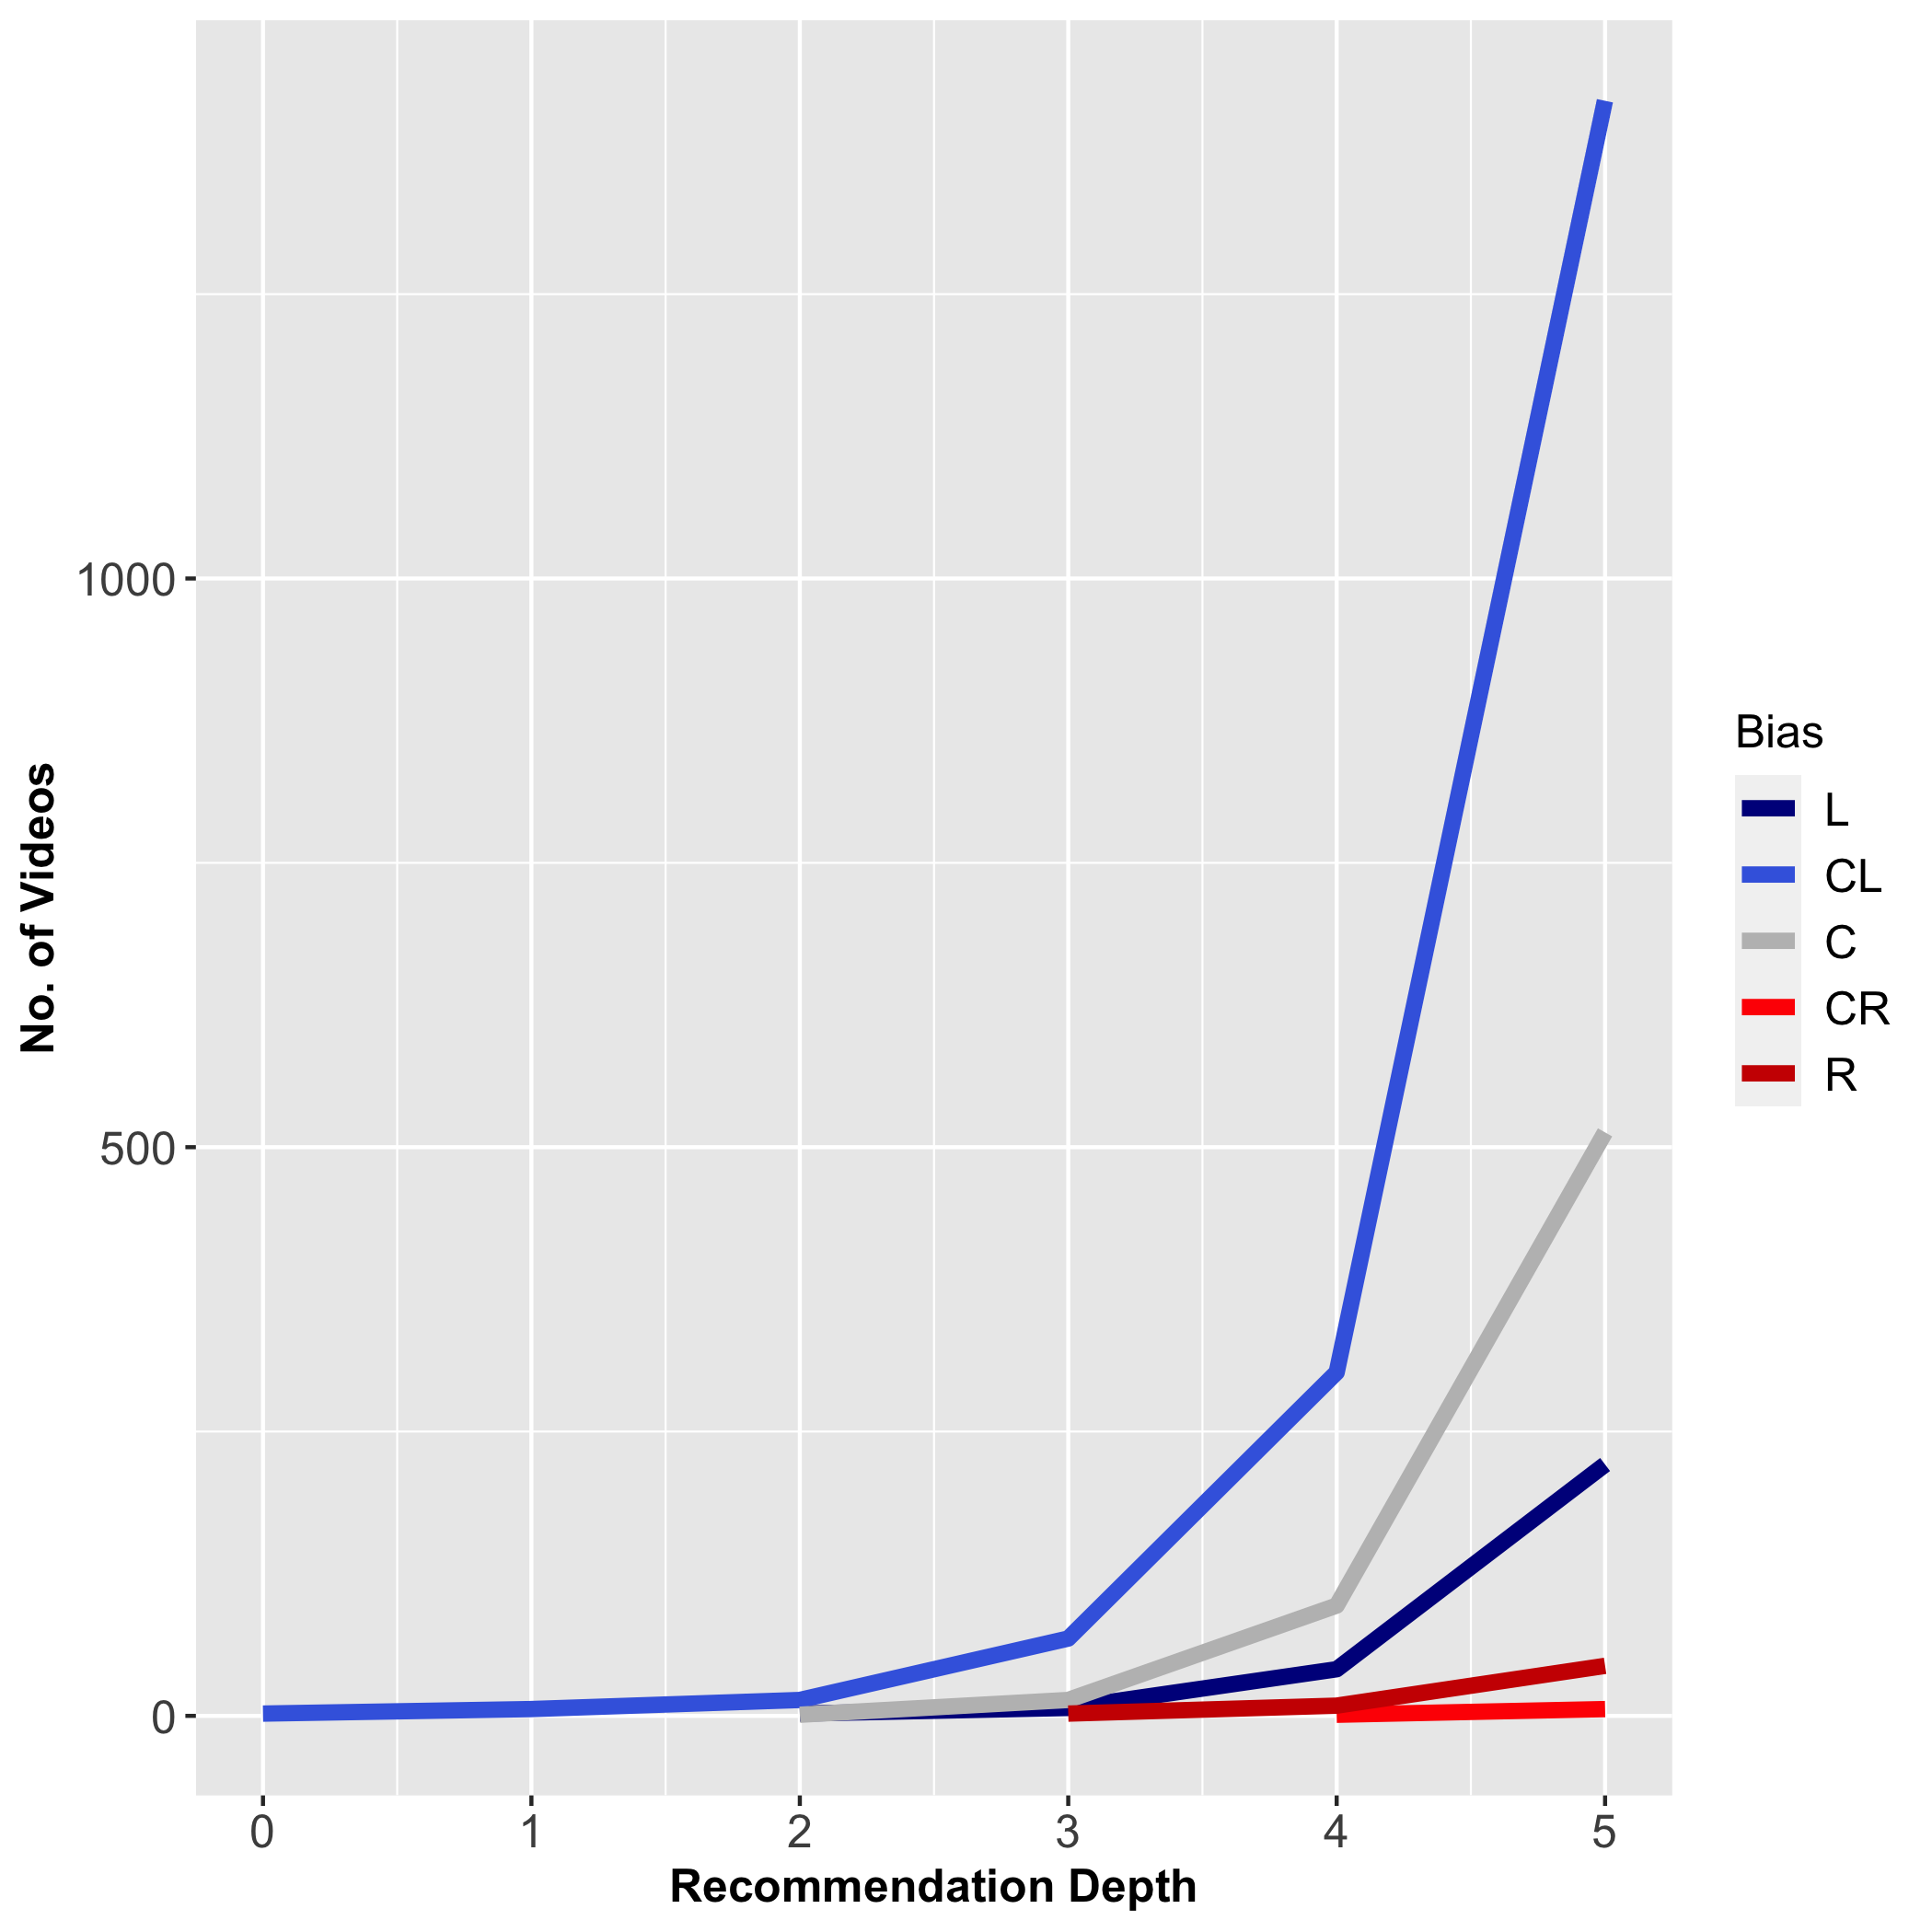 No. of Videos
1000
500
0
0 1 2 3 4 5
Recommendation Depth
Bias
L
CL
C
CR
R